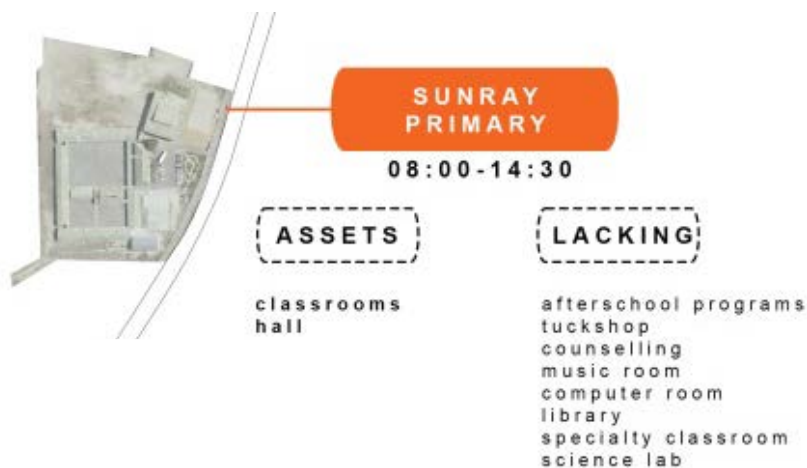 SUNRAY
PRIMARY
08:00-14:30
ASSETS
LACKING
classrooms
hall
afterschool programs
tuckshop
counselling
music room
computer room
library
specialty classroom
science lab